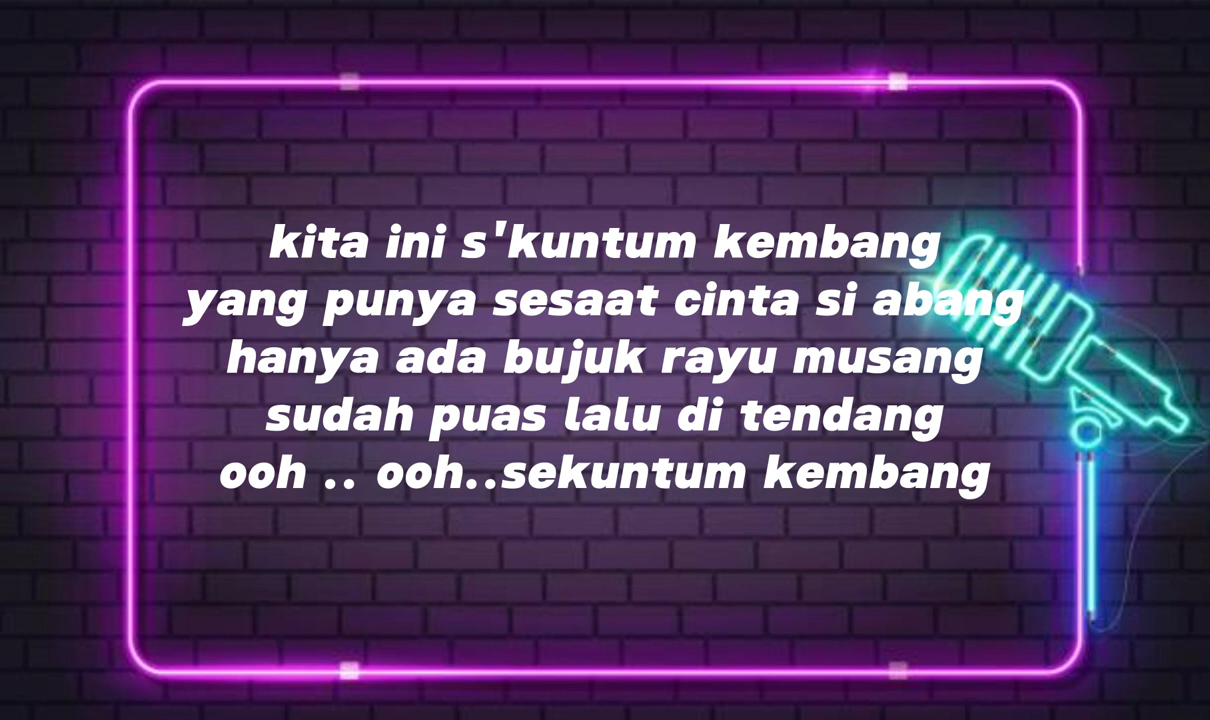 kita ini s'kuntum kembang
yang punya sesaat cinta si abang
hanya ada bujuk rayu musang
sudah puas lalu di tendang
ooh .. ooh..sekuntum kembang